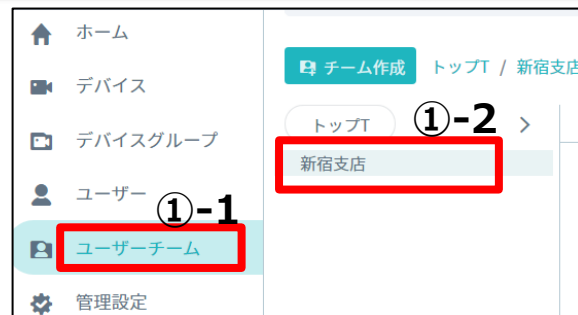 ホーム
デバイス
デバイスグループ
ユーザー
①-1
ユーザーチーム
管理設定
チーム作成 トップT / 新宿支店
トップT ①-2 >
新宿支店